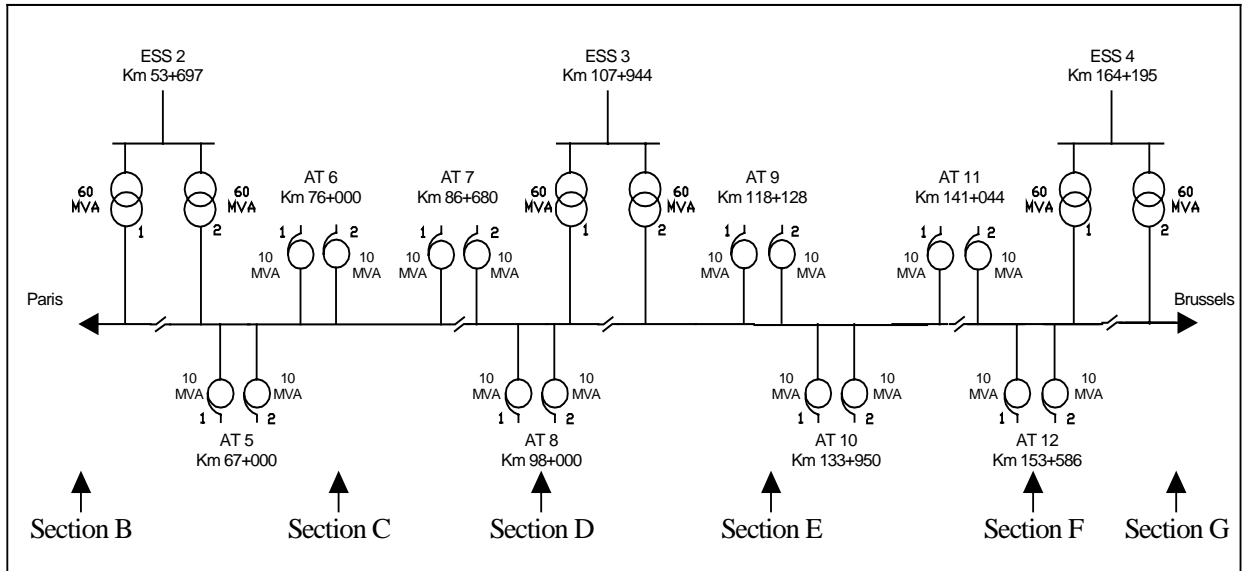 ESS 2
Km 53+697
ESS 3
Km 107+944
ESS 4
Km 164+195
60
MVA
1
60
MVA
2
AT 6
Km 76+000
1
2
10
MVA
10
MVA
AT 7
Km 86+680
1
2
10
MVA
10
MVA
60
MVA
1
60
MVA
2
AT 9
Km 118+128
1
2
10
MVA
10
MVA
AT 11
Km 141+044
1
2
10
MVA
10
MVA
60
MVA
1
60
MVA
2
Paris
Brussels
10
MVA
10
MVA
1
2
AT 5
Km 67+000
10
MVA
10
MVA
1
2
AT 8
Km 98+000
10
MVA
10
MVA
1
2
AT 10
Km 133+950
10
MVA
10
MVA
1
2
AT 12
Km 153+586
Section B
Section C
Section D
Section E
Section F
Section G